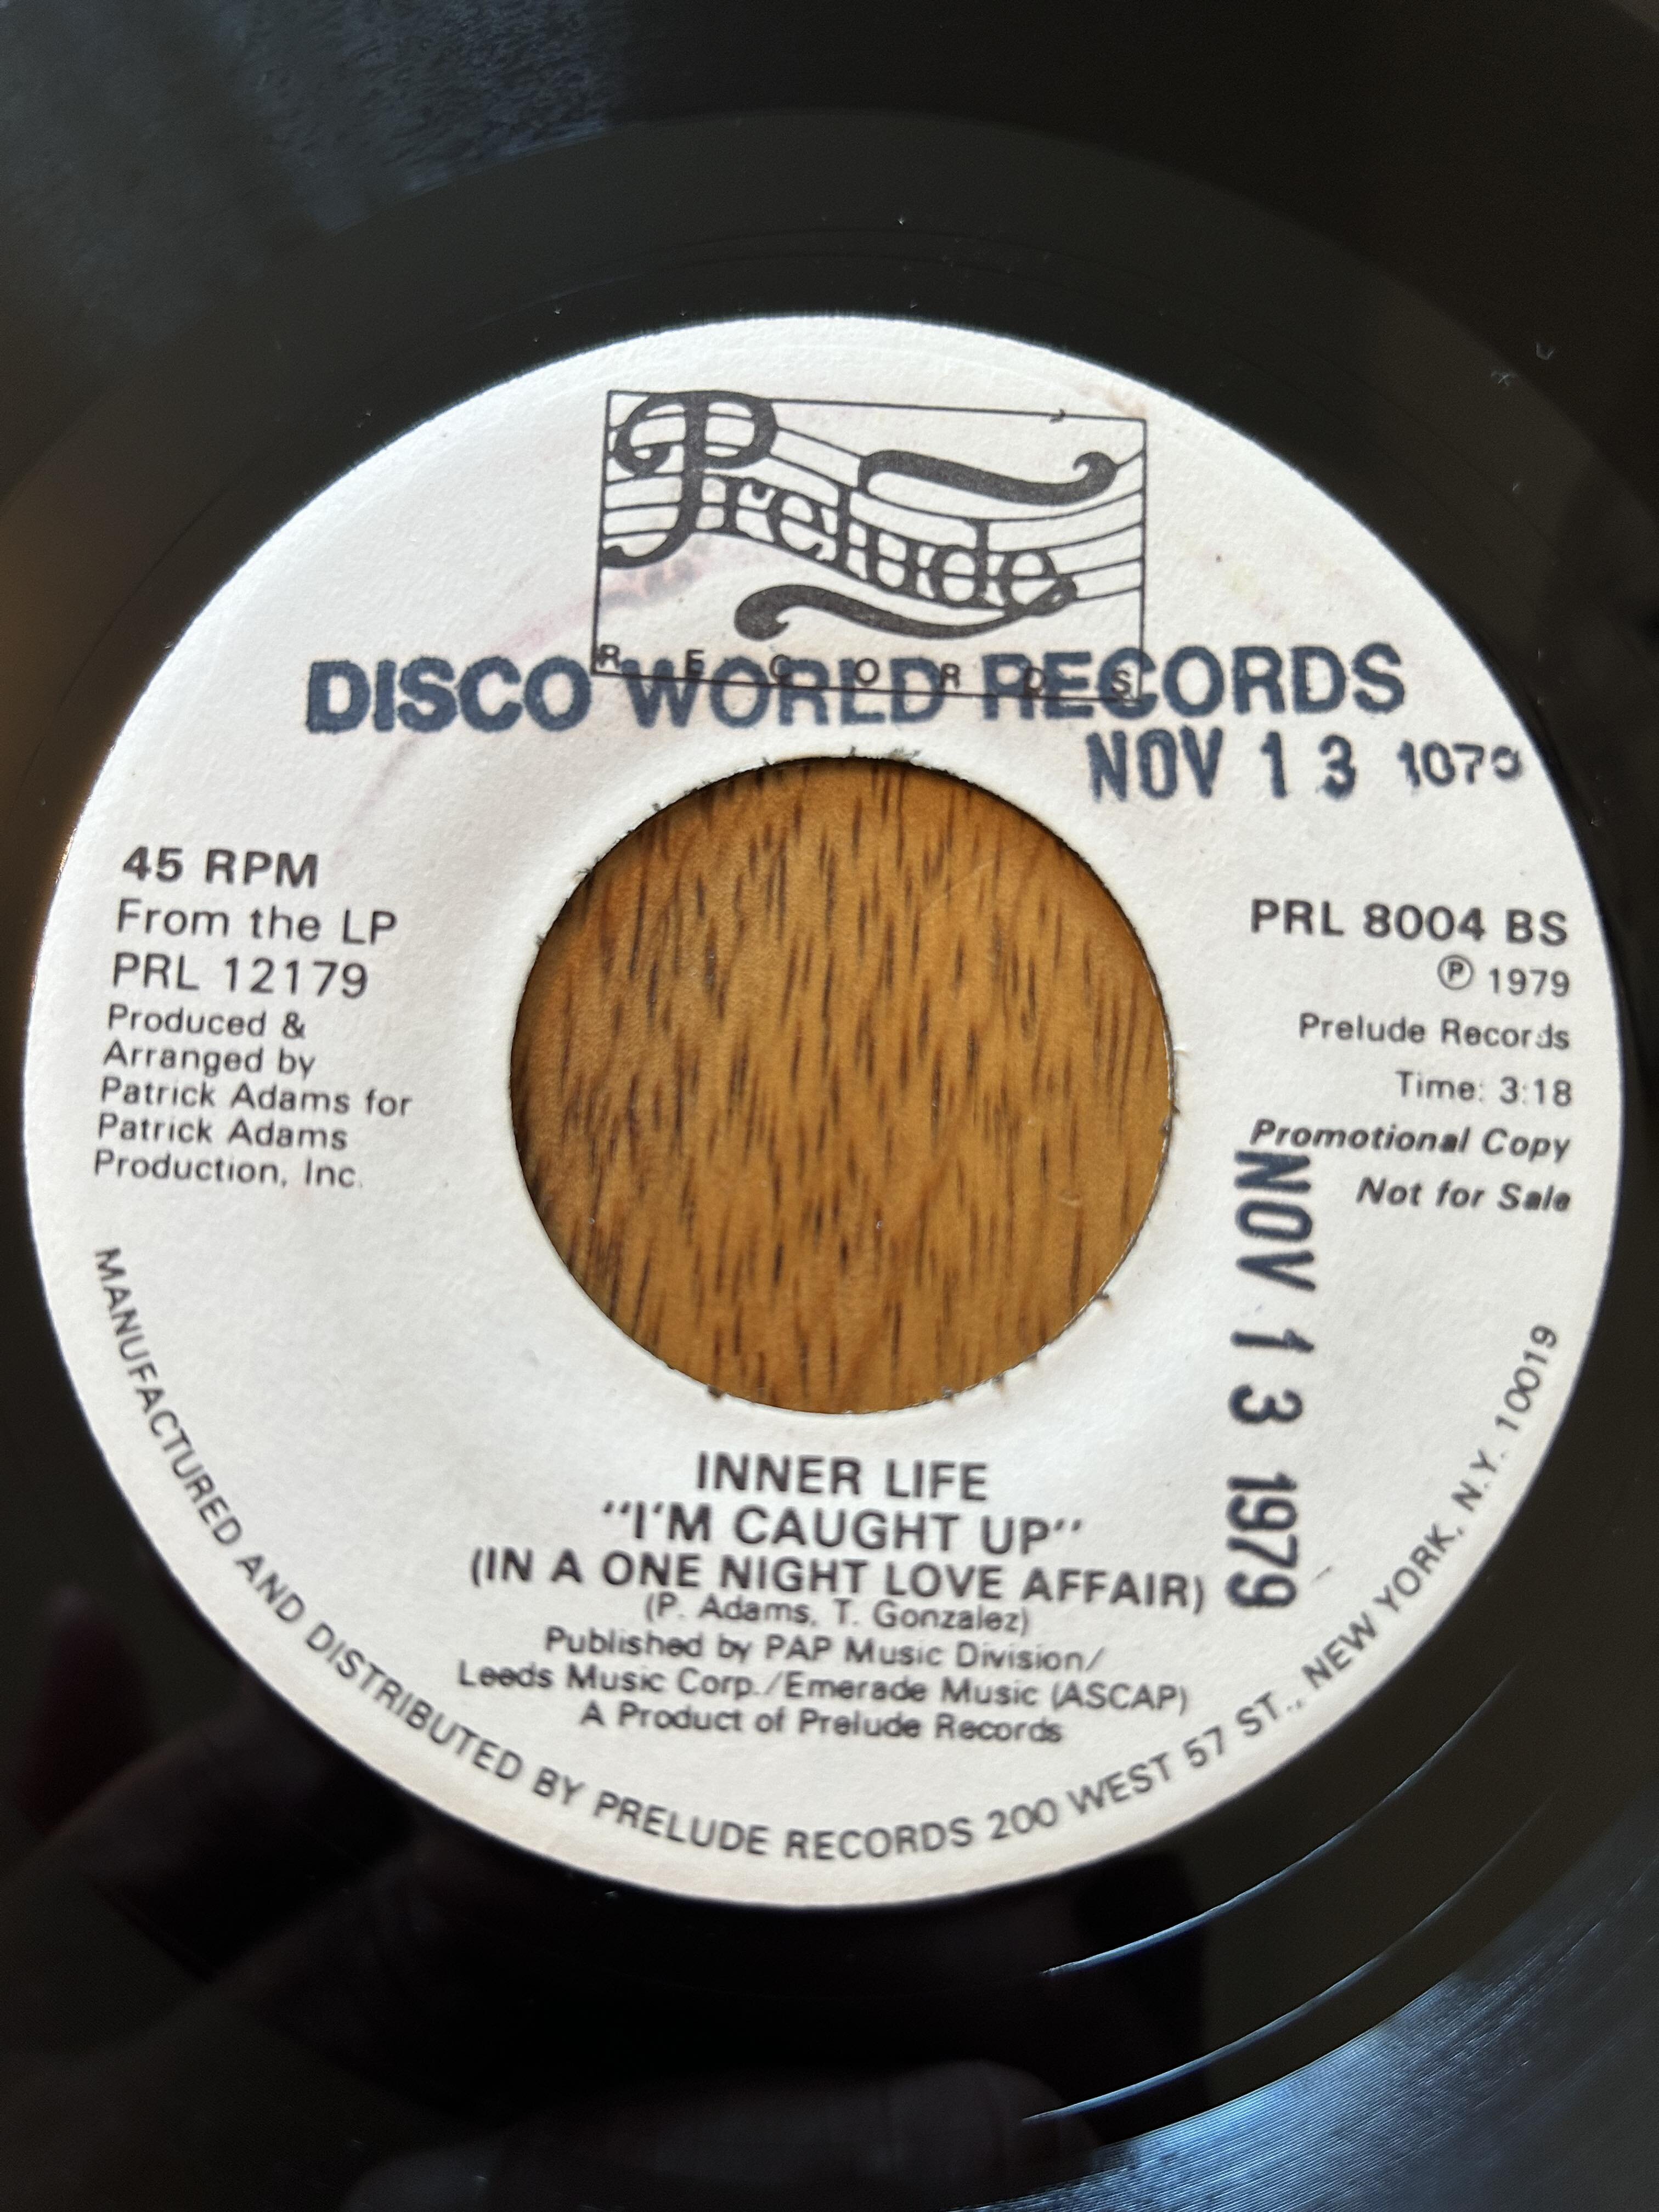 Prelude
RECORDS
DISCO WORLD RECORDS
NOV 13 1979
45 RPM
From the LP
PRL 12179
Produced &
Arranged by
Patrick Adams for
Patrick Adams
Production, Inc.
PRL 8004 BS
℗ 1979
Prelude Records
Time: 3:18
Promotional Copy
Not for Sale
NOV 13 1979
INNER LIFE
"I'M CAUGHT UP"
(IN A ONE NIGHT LOVE AFFAIR)
(P. Adams, T. Gonzalez)
Published by PAP Music Division/
Leeds Music Corp./Emerade Music (ASCAP)
A Product of Prelude Records
MANUFACTURED AND DISTRIBUTED BY PRELUDE RECORDS 200 WEST 57 ST., NEW YORK, N.Y. 10019